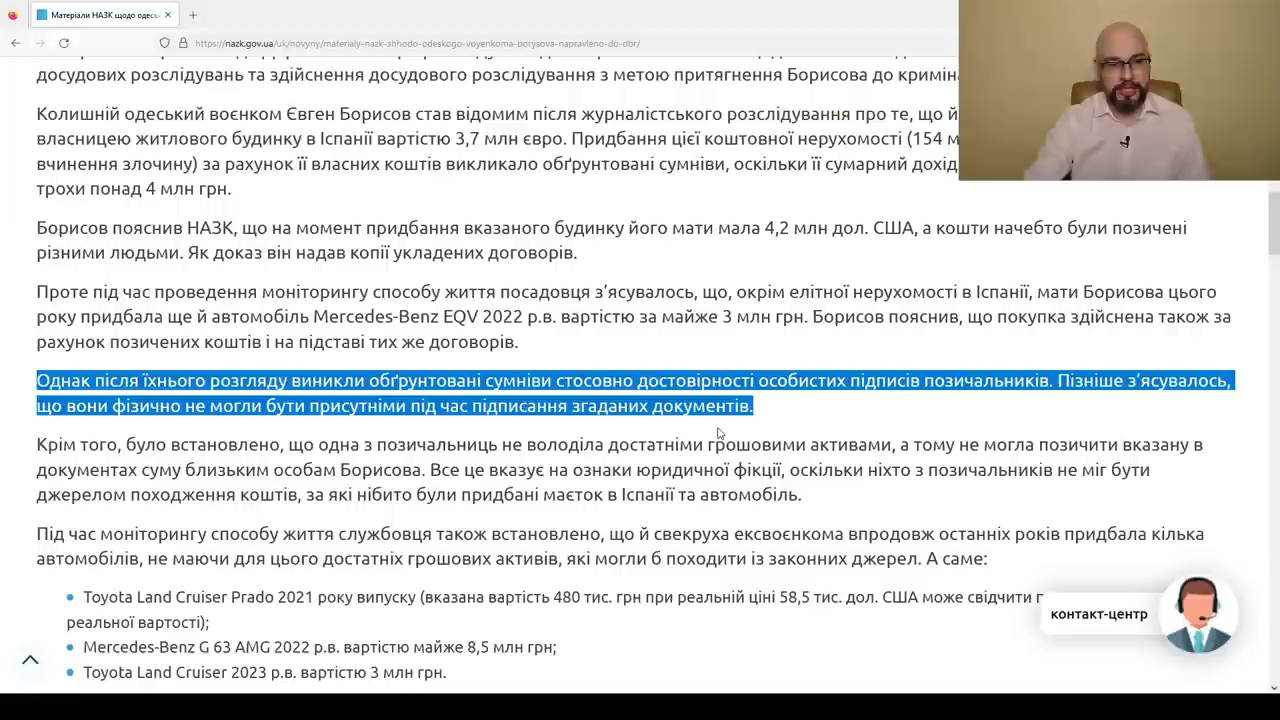 Матеріали НАЗК щодо одесь
https://nazk.gov.ua/uk/novyny/materialy-nazk-shhodo-odeskogo-voyenkoma-borysova-napravleno-do-dbr/
досудових розслідувань та здійснення досудового розслідування з метою притягнення Борисова до
Колишній одеський воєнком Євген Борисов став відомим після журналістського розслідування про те, що
власницею житлового будинку в Іспанії вартістю 3,7 млн євро. Придбання цієї коштовної нерухомості (154
вчинення злочину) за рахунок її власних коштів викликало обґрунтовані сумніви, оскільки її сумарний дохід
трохи понад 4 млн грн.
Борисов пояснив НАЗК, що на момент придбання вказаного будинку його мати мала 4,2 млн дол. США, а кошти начебто були позичені
різними людьми. Як доказ він надав копії укладених договорів.
Проте під час проведення моніторингу способу життя посадовця з’ясувалось, що, окрім елітної нерухомості в Іспанії, мати Борисова цього
року придбала ще й автомобіль Mercedes-Benz EQV 2022 р.в. вартістю за майже 3 млн грн. Борисов пояснив, що покупка здійснена також за
рахунок позичених коштів і на підставі тих же договорів.
Однак після їхнього розгляду виникли обґрунтовані сумніви стосовно достовірності особистих підписів позичальників. Пізніше з’ясувалось,
що вони фізично не могли бути присутніми під час підписання згаданих документів.
Крім того, було встановлено, що одна з позичальниць не володіла достатніми грошовими активами, а тому не могла позичити вказану в
документах суму близьким особам Борисова. Все це вказує на ознаки юридичної фікції, оскільки ніхто з позичальників не міг бути
джерелом походження коштів, за які нібито були придбані маєток в Іспанії та автомобіль.
Під час моніторингу способу життя службовця також встановлено, що й свекруха ексвоєнкома впродовж останніх років придбала кілька
автомобілів, не маючи для цього достатніх грошових активів, які могли б походити із законних джерел. А саме:
Toyota Land Cruiser Prado 2021 року випуску (вказана вартість 480 тис. грн при реальній ціні 58,5 тис. дол. США може свідчити
реальної вартості);
контакт-центр
Mercedes-Benz G 63 AMG 2022 р.в. вартістю майже 8,5 млн грн;
Toyota Land Cruiser 2023 р.в. вартістю 3 млн грн.